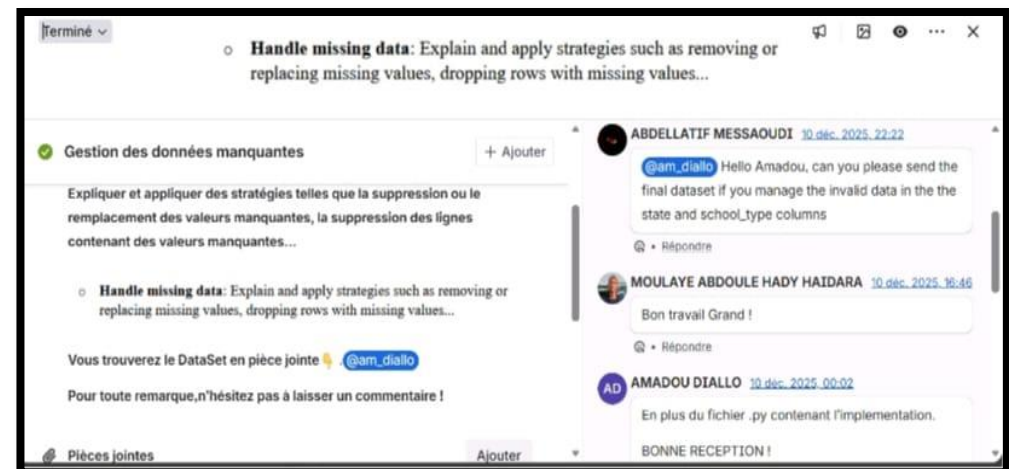 Terminé
o Handle missing data: Explain and apply strategies such as removing or
replacing missing values, dropping rows with missing values...
Gestion des données manquantes
+ Ajouter
Expliquer et appliquer des stratégies telles que la suppression ou le
remplacement des valeurs manquantes, la suppression des lignes
contenant des valeurs manquantes...
o Handle missing data: Explain and apply strategies such as removing or
replacing missing values, dropping rows with missing values...
Vous trouverez le DataSet en pièce jointe 👇 .@am_diallo
Pour toute remarque,n'hésitez pas à laisser un commentaire !
Pièces jointes
Ajouter
ABDELLATIF MESSAOUDI 10 déc. 2025, 22:22
@am_diallo Hello Amadou, can you please send the
final dataset if you manage the invalid data in the the
state and school_type columns
• Répondre
MOULAYE ABDOULE HADY HAIDARA 10 déc. 2025, 16:46
Bon travail Grand !
• Répondre
AD
AMADOU DIALLO 10 déc. 2025, 00:02
En plus du fichier .py contenant l'implementation.
BONNE RECEPTION !